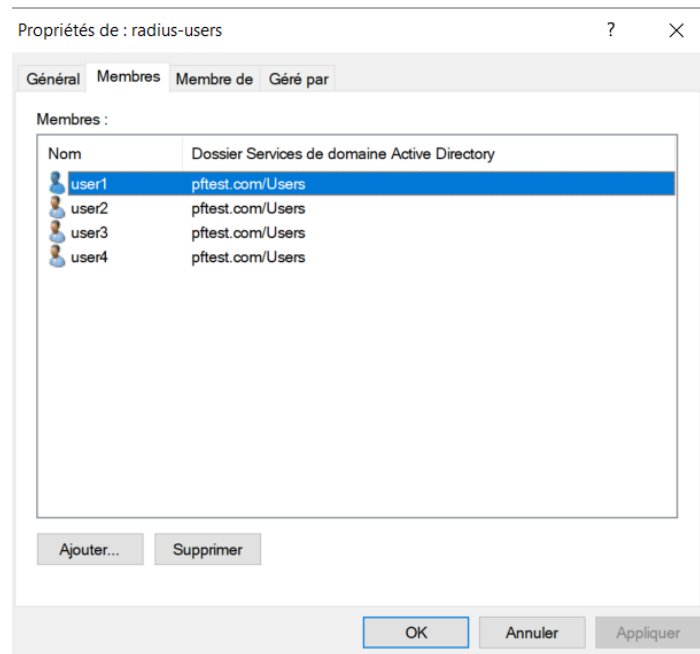 Propriétés de : radius-users ? ×
Général Membres Membre de Géré par
Membres :
Nom Dossier Services de domaine Active Directory
user1 pftest.com/Users
user2 pftest.com/Users
user3 pftest.com/Users
user4 pftest.com/Users
Ajouter... Supprimer
OK Annuler Appliquer